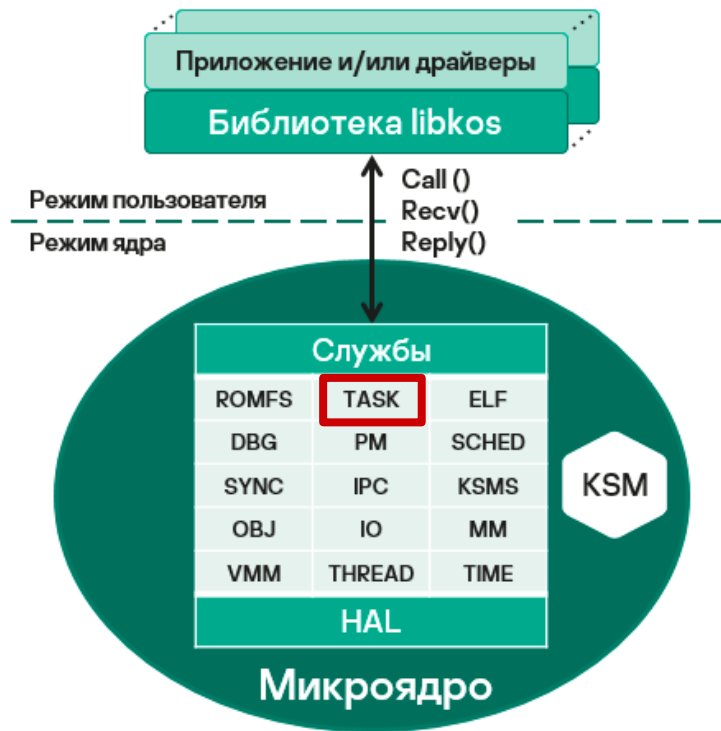 Приложение и/или драйверы
Библиотека libkos
Call ()
Режим пользователя
Recv()
Режим ядра
Reply()
Службы
ROMFS TASK ELF
DBG PM SCHED
SYNC IPC KSMS
KSM
OBJ IO MM
VMM THREAD TIME
HAL
Микроядро